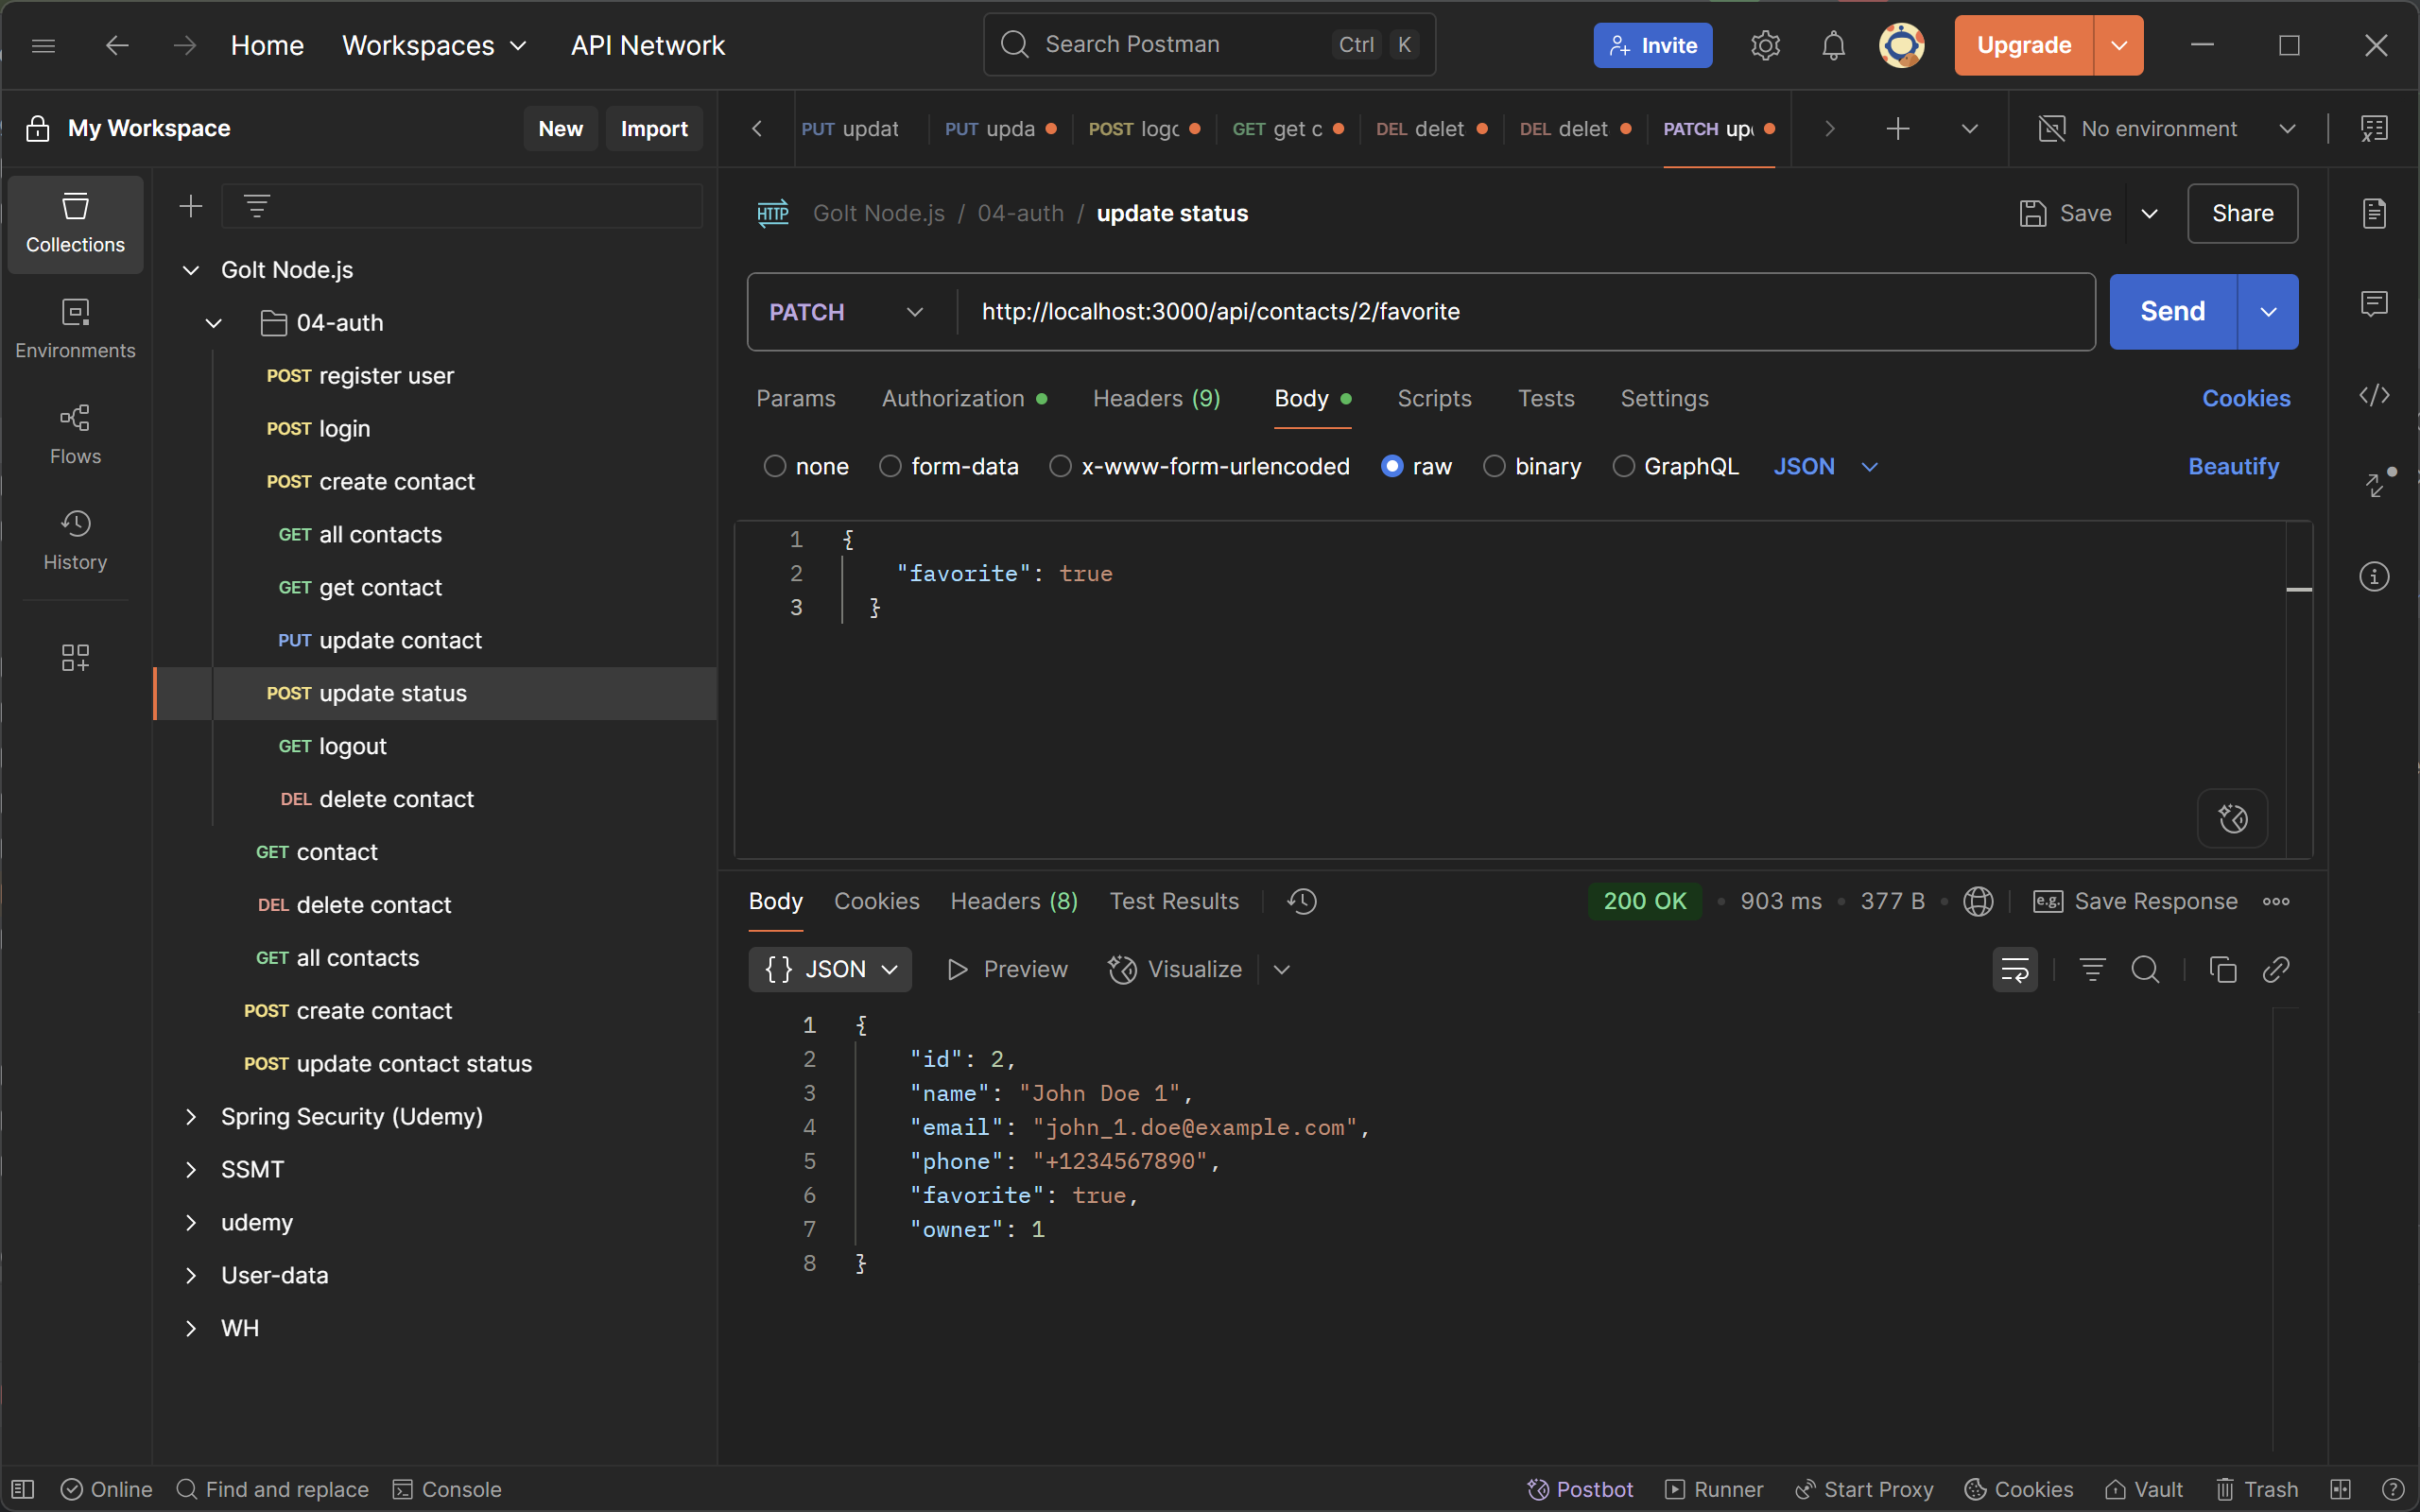 Home Workspaces API Network Search Postman Ctrl K Invite Upgrade
My Workspace New Import PUT updat PUT upda POST logo GET get c DEL delet DEL delet PATCH up No environment
Collections
Environments
Flows
History
GoIt Node.js
04-auth
POST register user
POST login
POST create contact
GET all contacts
GET get contact
PUT update contact
POST update status
GET logout
DEL delete contact
GET contact
DEL delete contact
GET all contacts
POST create contact
POST update contact status
Spring Security (Udemy)
SSMT
udemy
User-data
WH
HTTP GoIt Node.js / 04-auth / update status Save Share
PATCH http://localhost:3000/api/contacts/2/favorite Send
Params Authorization Headers (9) Body Scripts Tests Settings Cookies
none form-data x-www-form-urlencoded raw binary GraphQL JSON Beautify
1 {
2 "favorite": true
3 }
Body Cookies Headers (8) Test Results 200 OK • 903 ms • 377 B • e.g. Save Response
{} JSON Preview Visualize
1 {
2 "id": 2,
3 "name": "John Doe 1",
4 "email": "john_1.doe@example.com",
5 "phone": "+1234567890",
6 "favorite": true,
7 "owner": 1
8 }
Online Find and replace Console Postbot Runner Start Proxy Cookies Vault Trash